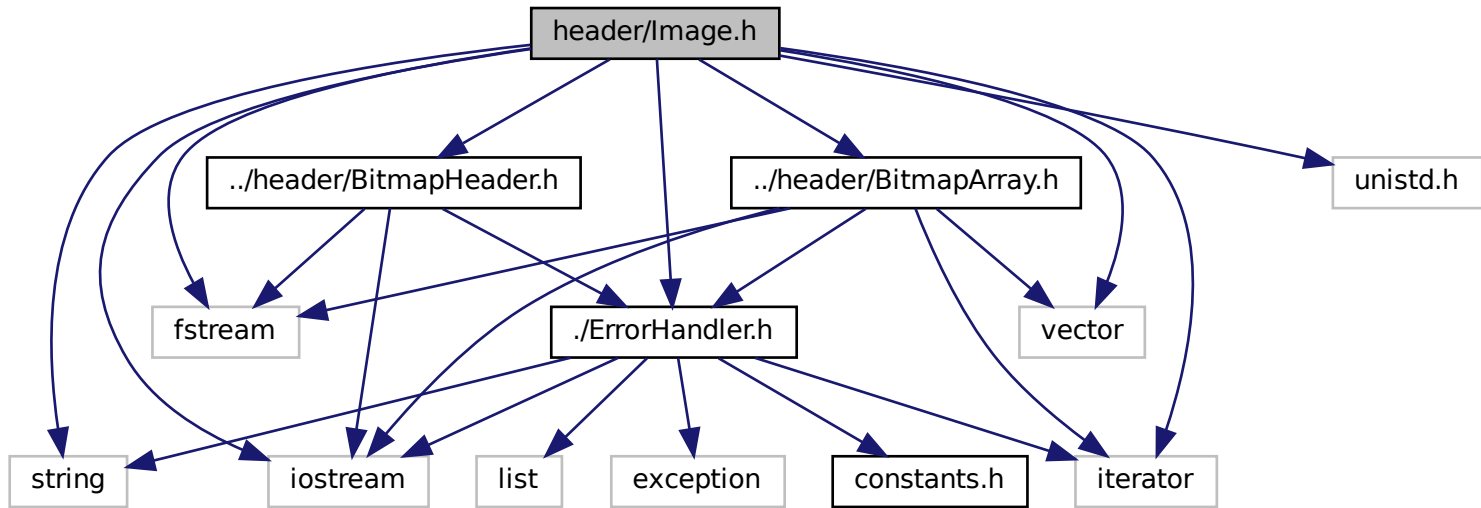 header/Image.h
../header/BitmapHeader.h
../header/BitmapArray.h
unistd.h
fstream
./ErrorHandler.h
vector
string
iostream
list
exception
constants.h
iterator